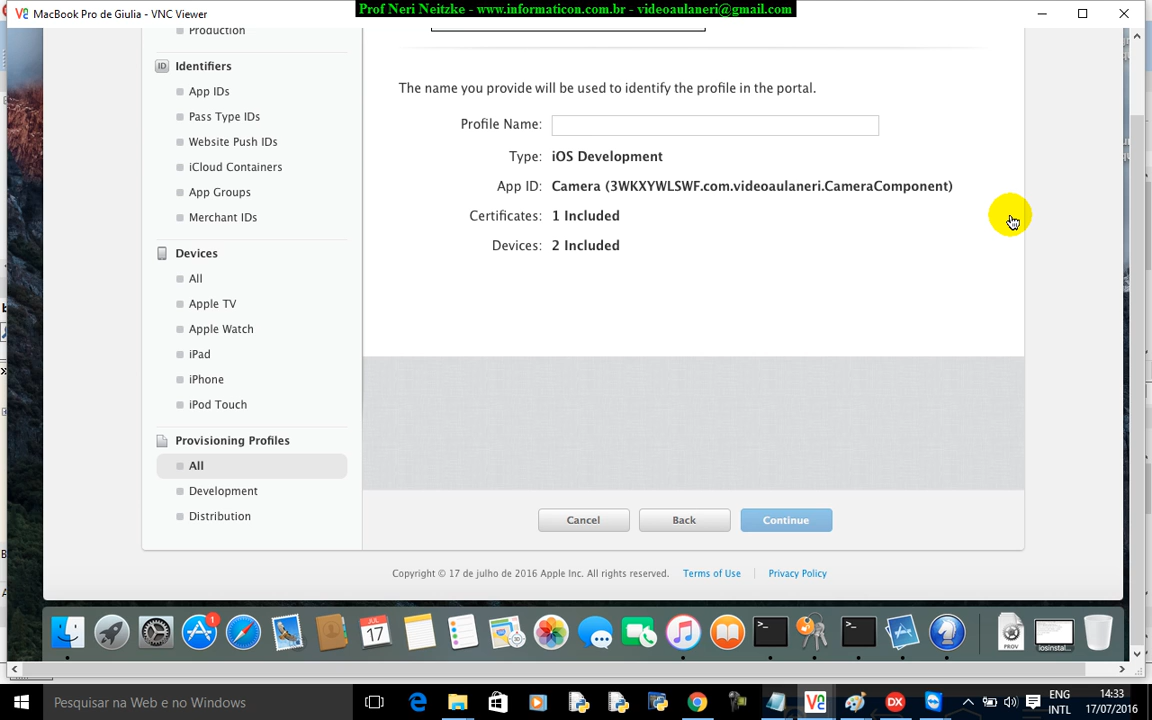 Prof Neri Neitzke - www.informaticon.com.br - videoaulaneri@gmail.com
MacBook Pro de Giulia - VNC Viewer
Production
Identifiers
App IDs
Pass Type IDs
Website Push IDs
iCloud Containers
App Groups
Merchant IDs
Devices
All
Apple TV
Apple Watch
iPad
iPhone
iPod Touch
Provisioning Profiles
All
Development
Distribution
The name you provide will be used to identify the profile in the portal.
Profile Name:
Type: iOS Development
App ID: Camera (3WKXYWLSWF.com.videoaulaneri.CameraComponent)
Certificates: 1 Included
Devices: 2 Included
Cancel Back Continue
Copyright © 17 de julho de 2016 Apple Inc. All rights reserved. Terms of Use Privacy Policy
1
JUL
17
PROV
iosinstal
Pesquisar na Web e no Windows
ENG
INTL
14:33
17/07/2016